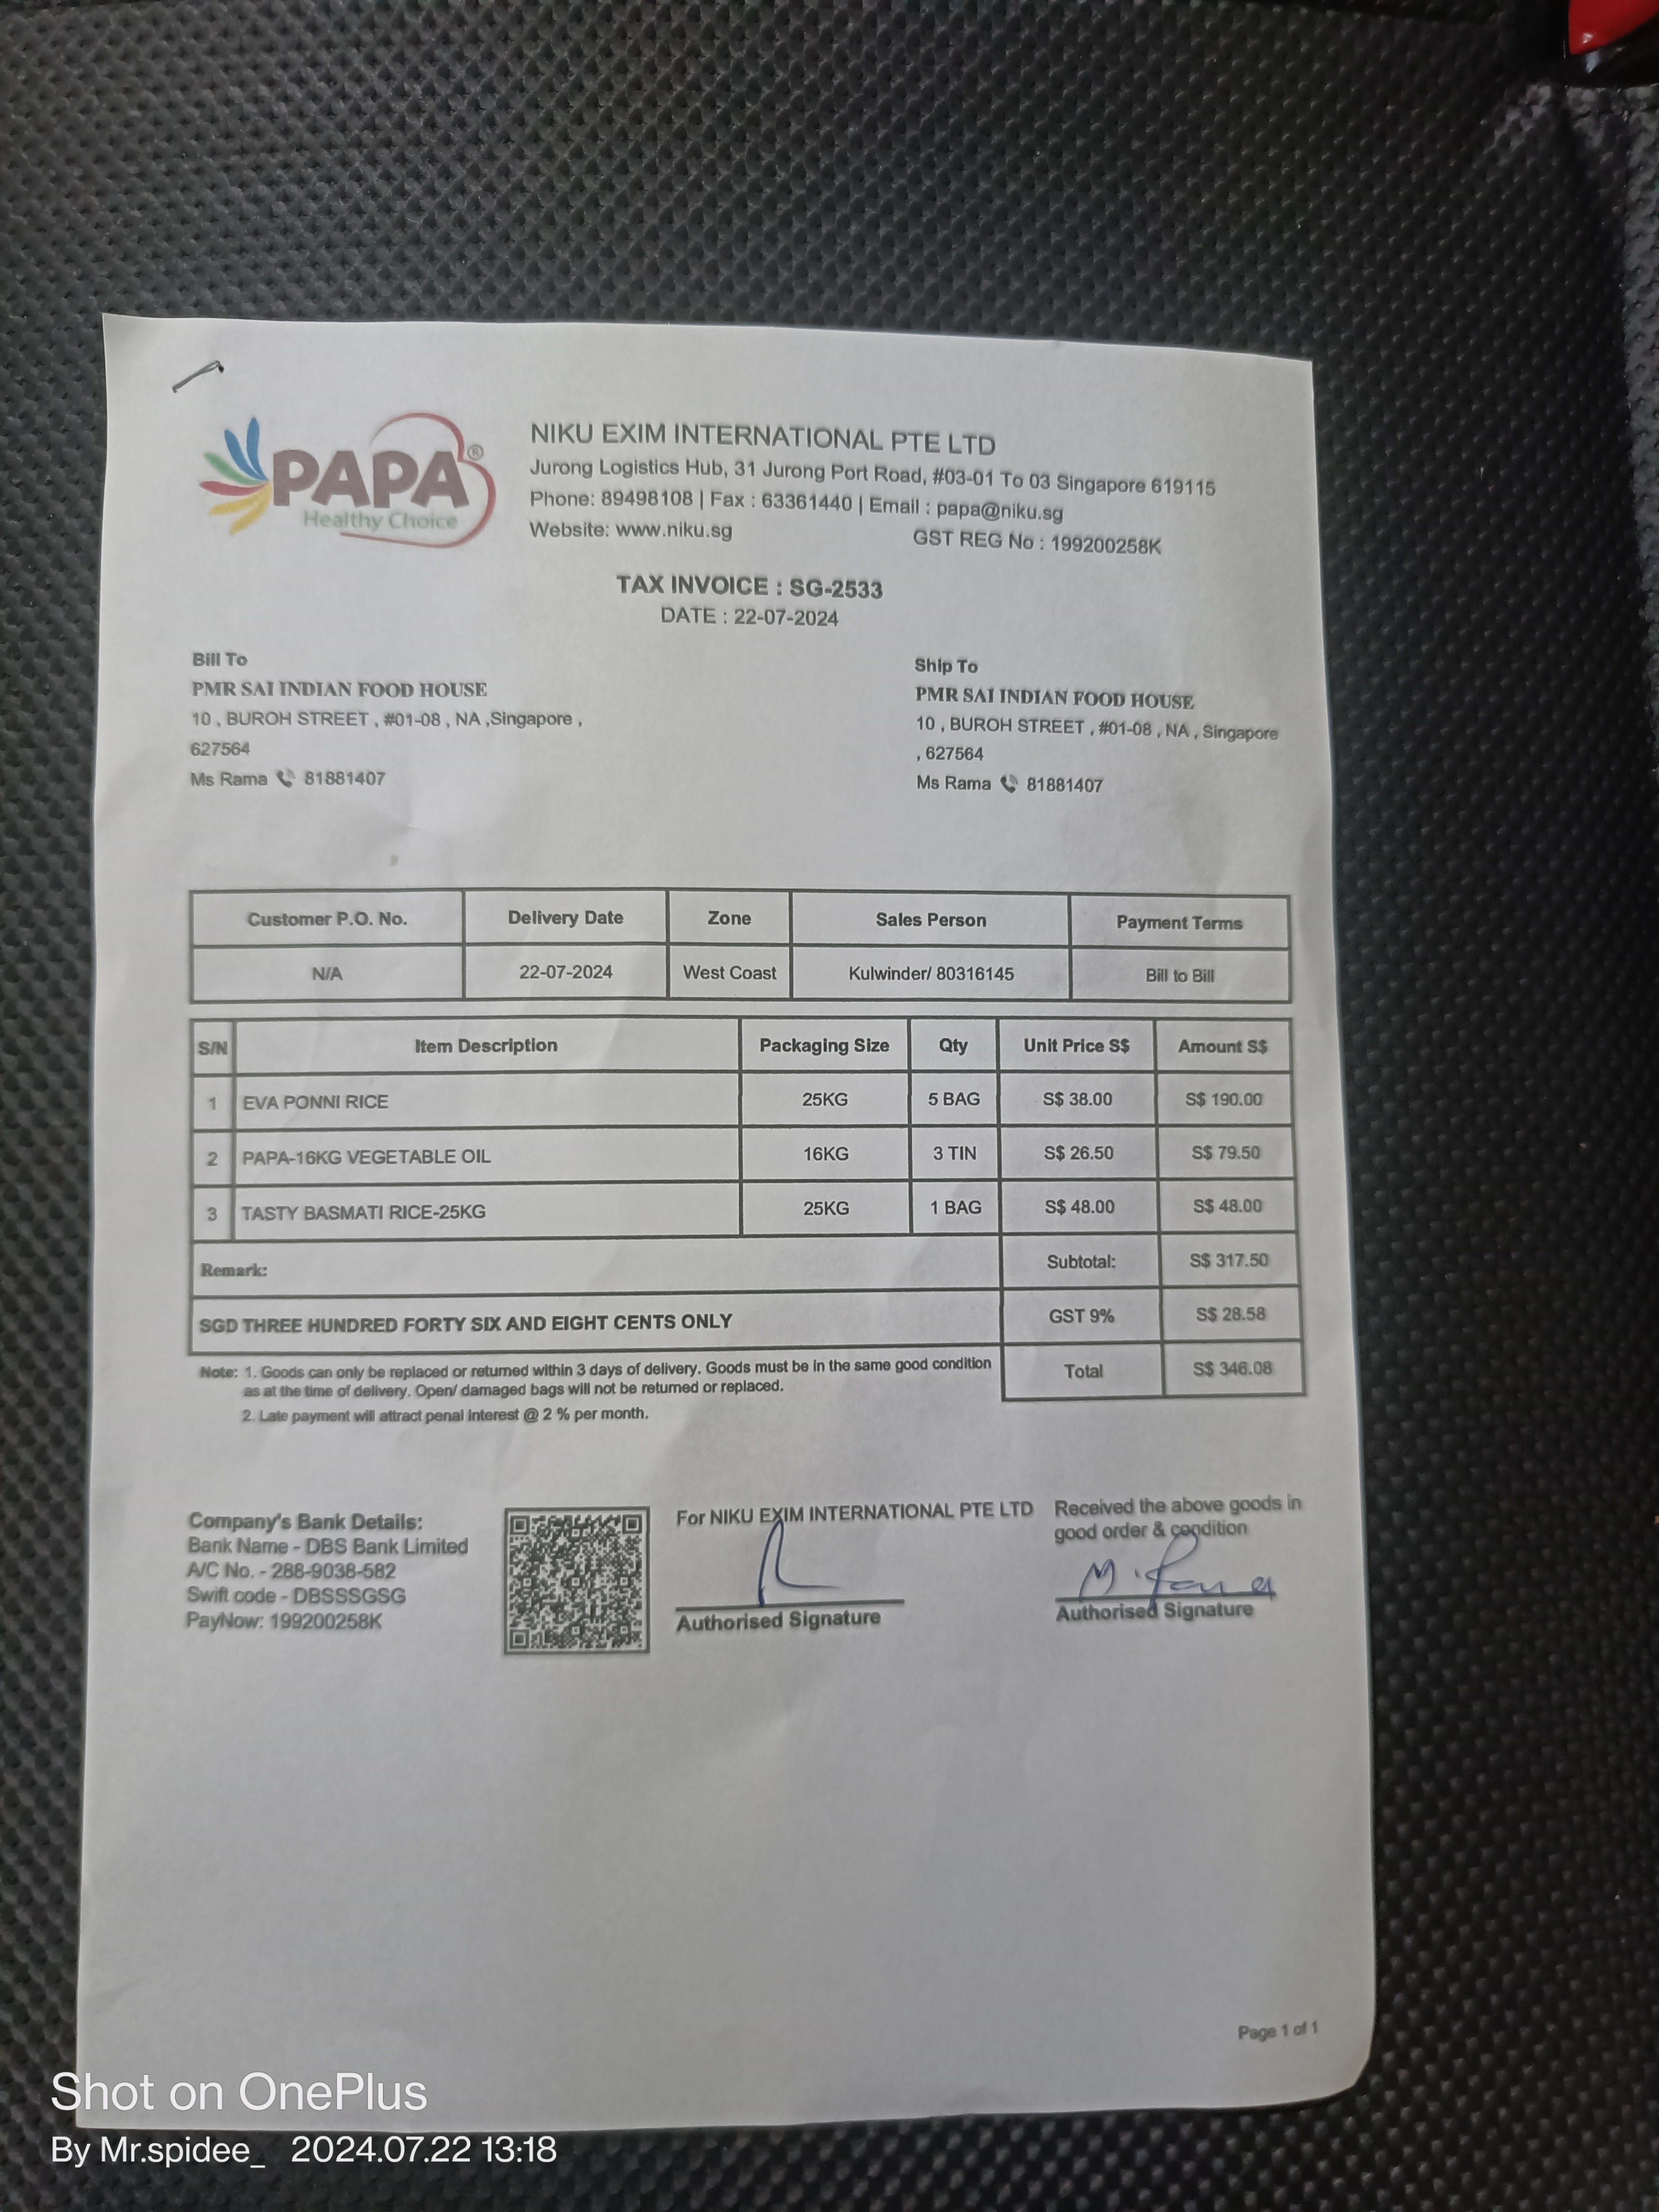 PAPA®
Healthy Choice
NIKU EXIM INTERNATIONAL PTE LTD
Jurong Logistics Hub, 31 Jurong Port Road, #03-01 To 03 Singapore 619115
Phone: 89498108 | Fax : 63361440 | Email : papa@niku.sg
Website: www.niku.sg GST REG No : 199200258K
TAX INVOICE : SG-2533
DATE : 22-07-2024
Bill To
PMR SAI INDIAN FOOD HOUSE
10 , BUROH STREET , #01-08 , NA ,Singapore ,
627564
Ms Rama 81881407
Ship To
PMR SAI INDIAN FOOD HOUSE
10 , BUROH STREET , #01-08 , NA , Singapore
, 627564
Ms Rama 81881407
Customer P.O. No. Delivery Date Zone Sales Person Payment Terms
N/A 22-07-2024 West Coast Kulwinder/ 80316145 Bill to Bill
S/N Item Description Packaging Size Qty Unit Price S$ Amount S$
1 EVA PONNI RICE 25KG 5 BAG S$ 38.00 S$ 190.00
2 PAPA-16KG VEGETABLE OIL 16KG 3 TIN S$ 26.50 S$ 79.50
3 TASTY BASMATI RICE-25KG 25KG 1 BAG S$ 48.00 S$ 48.00
Remark: Subtotal: S$ 317.50
SGD THREE HUNDRED FORTY SIX AND EIGHT CENTS ONLY GST 9% S$ 28.58
Total S$ 346.08
Note: 1. Goods can only be replaced or returned within 3 days of delivery. Goods must be in the same good condition
as at the time of delivery. Open/ damaged bags will not be returned or replaced.
2. Late payment will attract penal interest @ 2 % per month.
Company's Bank Details:
Bank Name - DBS Bank Limited
A/C No. - 288-9038-582
Swift code - DBSSSGSG
PayNow: 199200258K
For NIKU EXIM INTERNATIONAL PTE LTD
Authorised Signature
Received the above goods in
good order & condition
Authorised Signature
Page 1 of 1
Shot on OnePlus
By Mr.spidee_ 2024.07.22 13:18